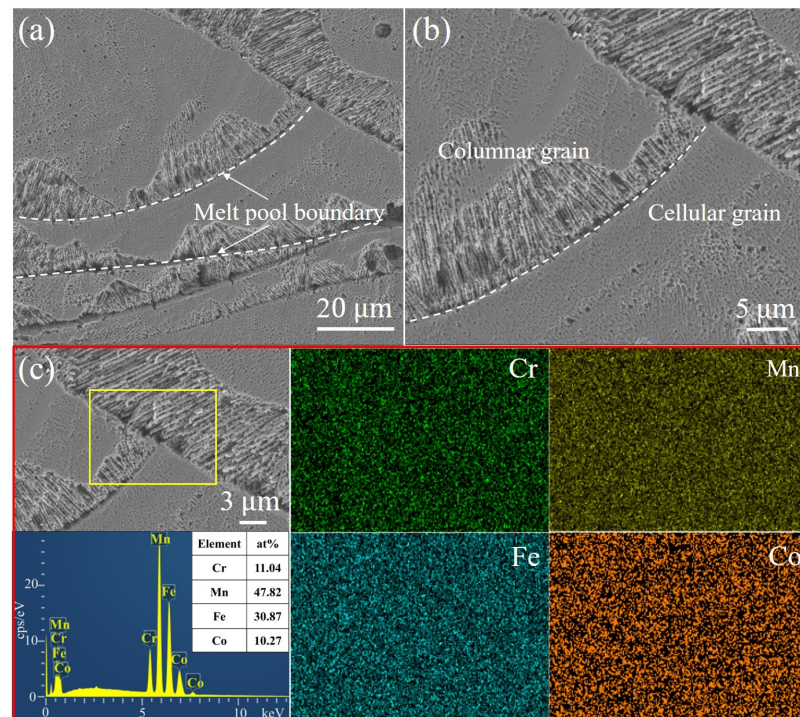 (a)
Melt pool boundary
20 μm
(b)
Columnar grain
Cellular grain
5 μm
(c)
3 μm
Cr
Mn
Fe
Co
cps/eV
20
10
0
Mn
Cr
Fe
Co
Cr
Mn
Fe
Co
Co
0
5
10
keV
Element at%
Cr 11.04
Mn 47.82
Fe 30.87
Co 10.27